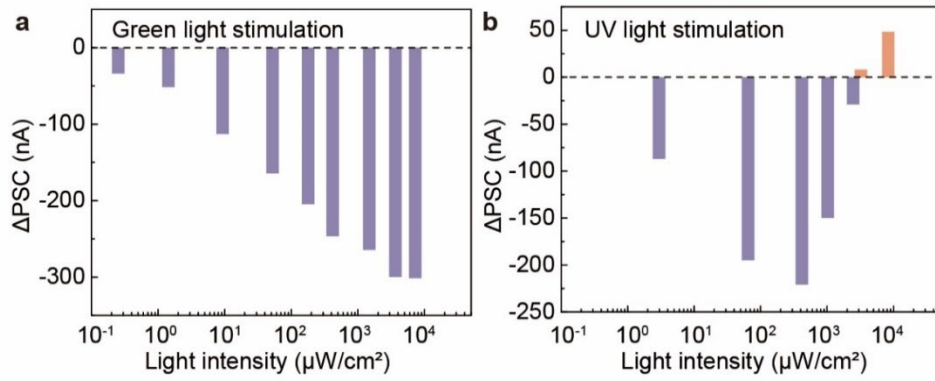 a
Green light stimulation
0
-100
-200
-300
ΔPSC (nA)
10⁻¹ 10⁰ 10¹ 10² 10³ 10⁴
Light intensity (μW/cm²)
b
UV light stimulation
50
0
-50
-100
-150
-200
-250
ΔPSC (nA)
10⁻¹ 10⁰ 10¹ 10² 10³ 10⁴
Light intensity (μW/cm²)